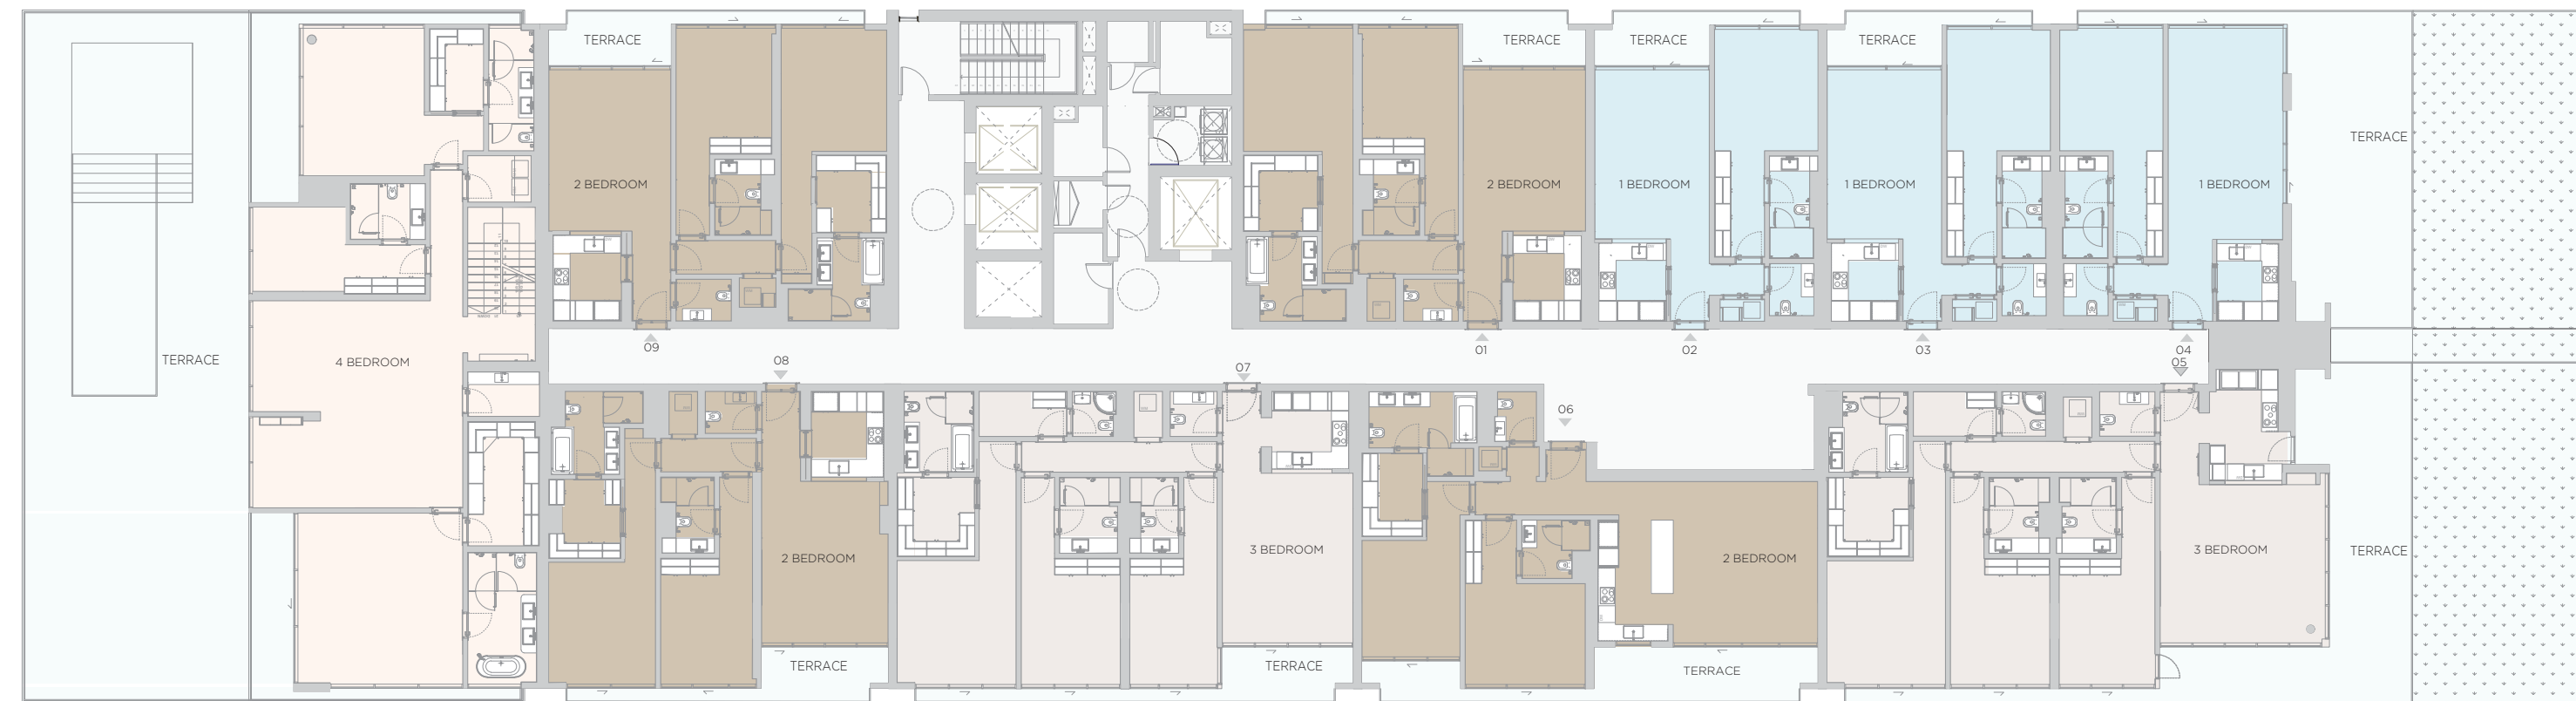 TERRACE
TERRACE
TERRACE
TERRACE
TERRACE
2 BEDROOM
2 BEDROOM
1 BEDROOM
1 BEDROOM
1 BEDROOM
09
01
02
03
04
05
TERRACE
4 BEDROOM
08
07
06
2 BEDROOM
3 BEDROOM
2 BEDROOM
3 BEDROOM
TERRACE
TERRACE
TERRACE
TERRACE